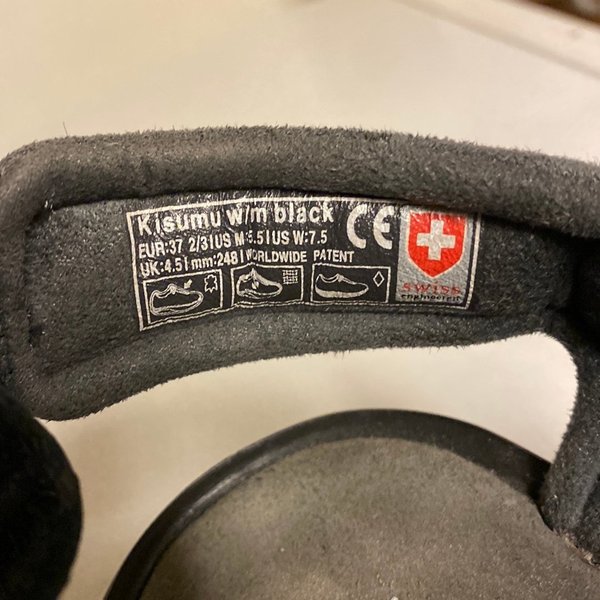 Kisumu w/m black
EUR:37 2/3|US M:5.5|US W:7.5
UK:4.5|mm:248|WORLDWIDE PATENT
CE
swiss
engineered